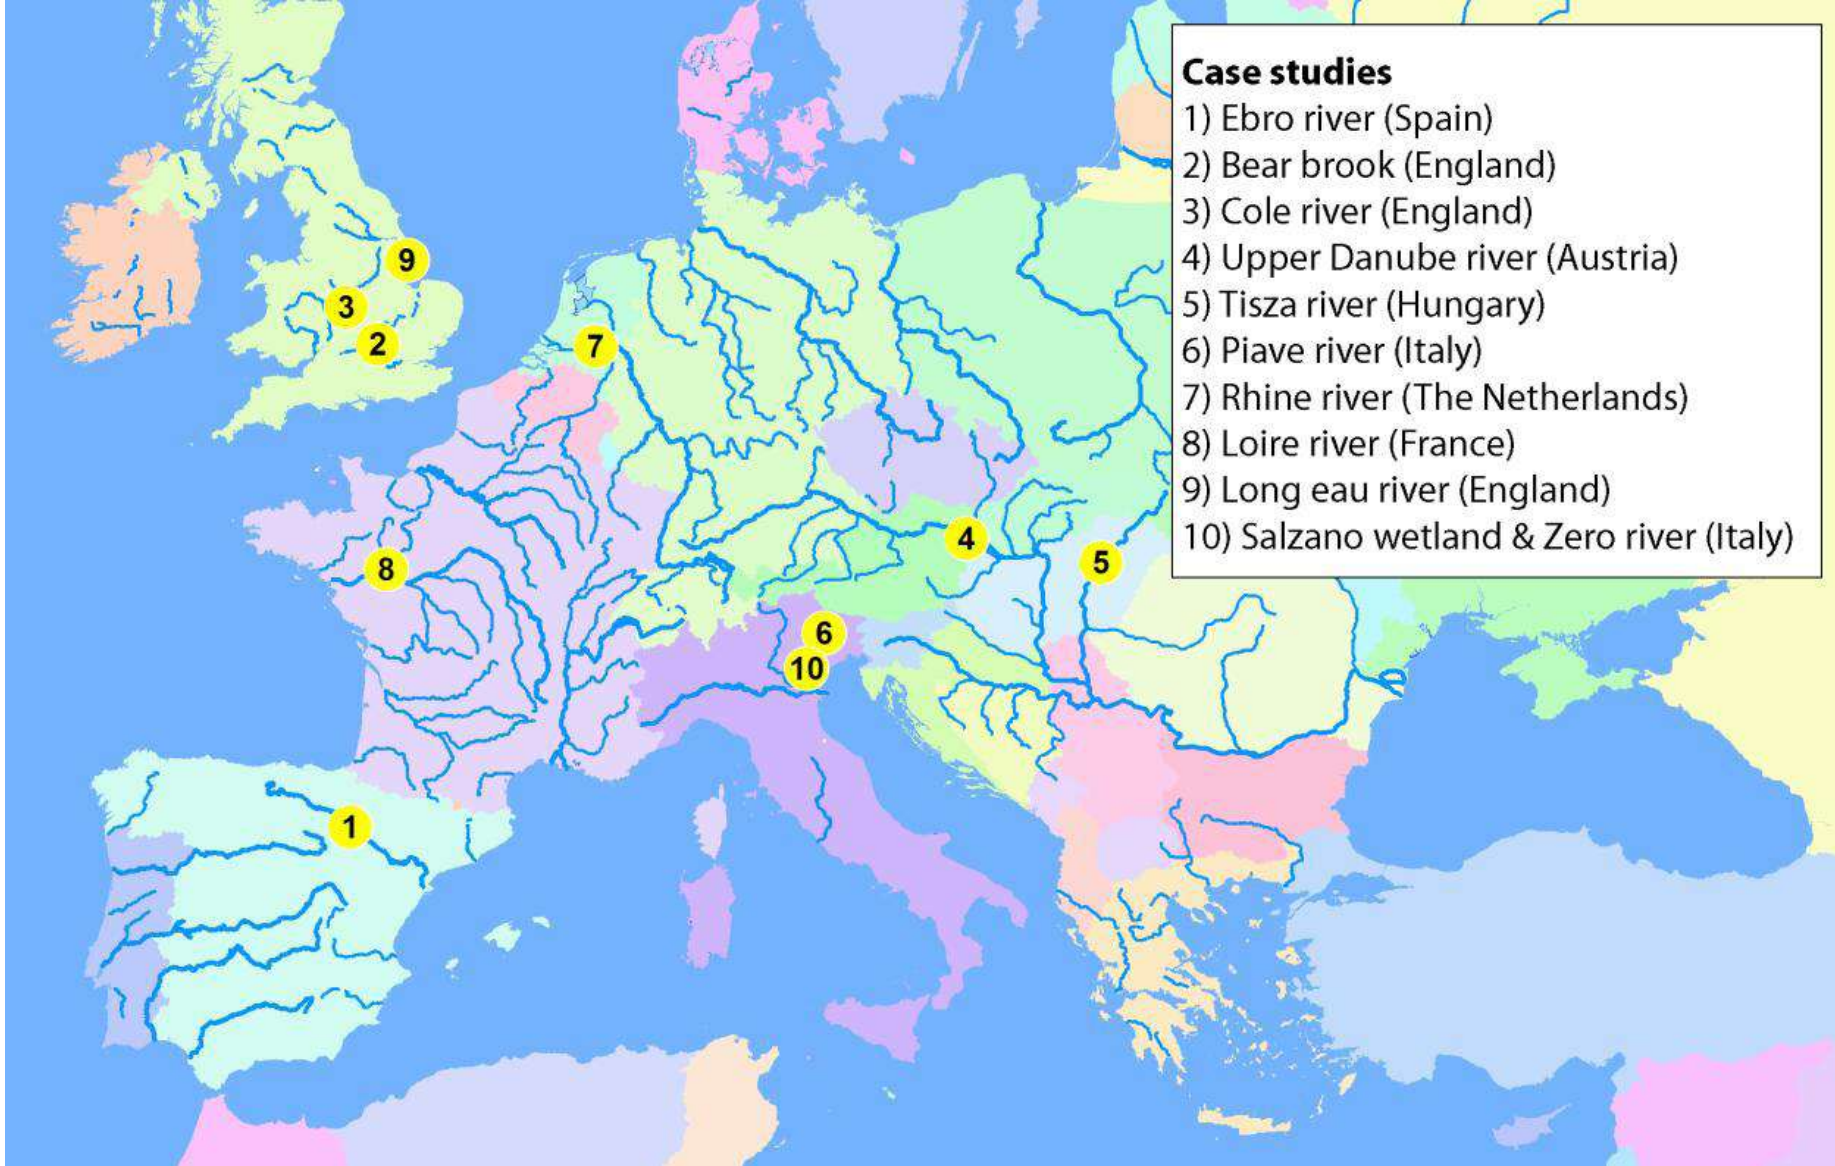 Case studies
1) Ebro river (Spain)
2) Bear brook (England)
3) Cole river (England)
4) Upper Danube river (Austria)
5) Tisza river (Hungary)
6) Piave river (Italy)
7) Rhine river (The Netherlands)
8) Loire river (France)
9) Long eau river (England)
10) Salzano wetland & Zero river (Italy)
9
3
2
7
4
5
8
6
10
1